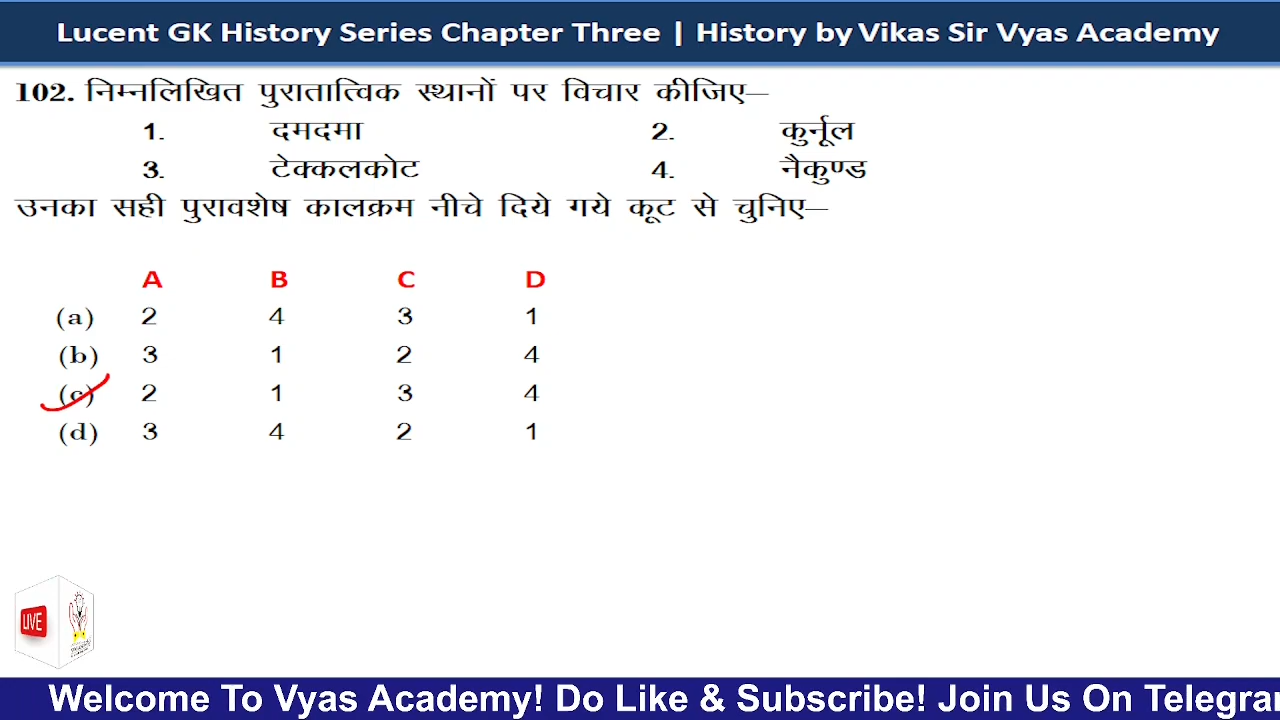 Lucent GK History Series Chapter Three | History by Vikas Sir Vyas Academy
102. निम्नलिखित पुरातात्विक स्थानों पर विचार कीजिए–
1. दमदमा 2. कुर्नूल
3. टेक्कलकोट 4. नैकुण्ड
उनका सही पुरावशेष कालक्रम नीचे दिये गये कूट से चुनिए–
A B C D
(a) 2 4 3 1
(b) 3 1 2 4
(c) 2 1 3 4
(d) 3 4 2 1
LIVE
Welcome To Vyas Academy! Do Like & Subscribe! Join Us On Telegra